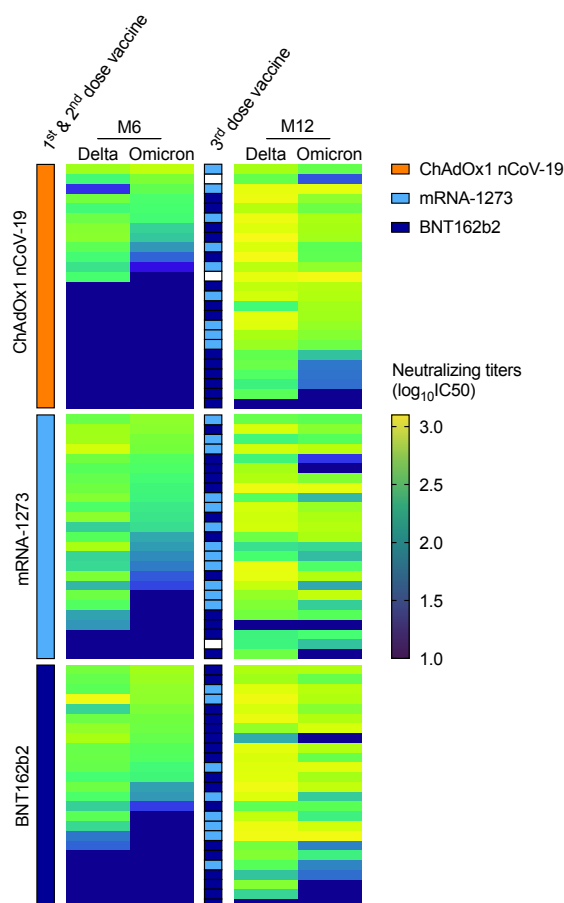 1st & 2nd dose vaccine
M6
Delta Omicron
3rd dose vaccine
M12
Delta Omicron
ChAdOx1 nCoV-19
mRNA-1273
BNT162b2
ChAdOx1 nCoV-19
mRNA-1273
BNT162b2
Neutralizing titers
(log10IC50)
3.0
2.5
2.0
1.5
1.0